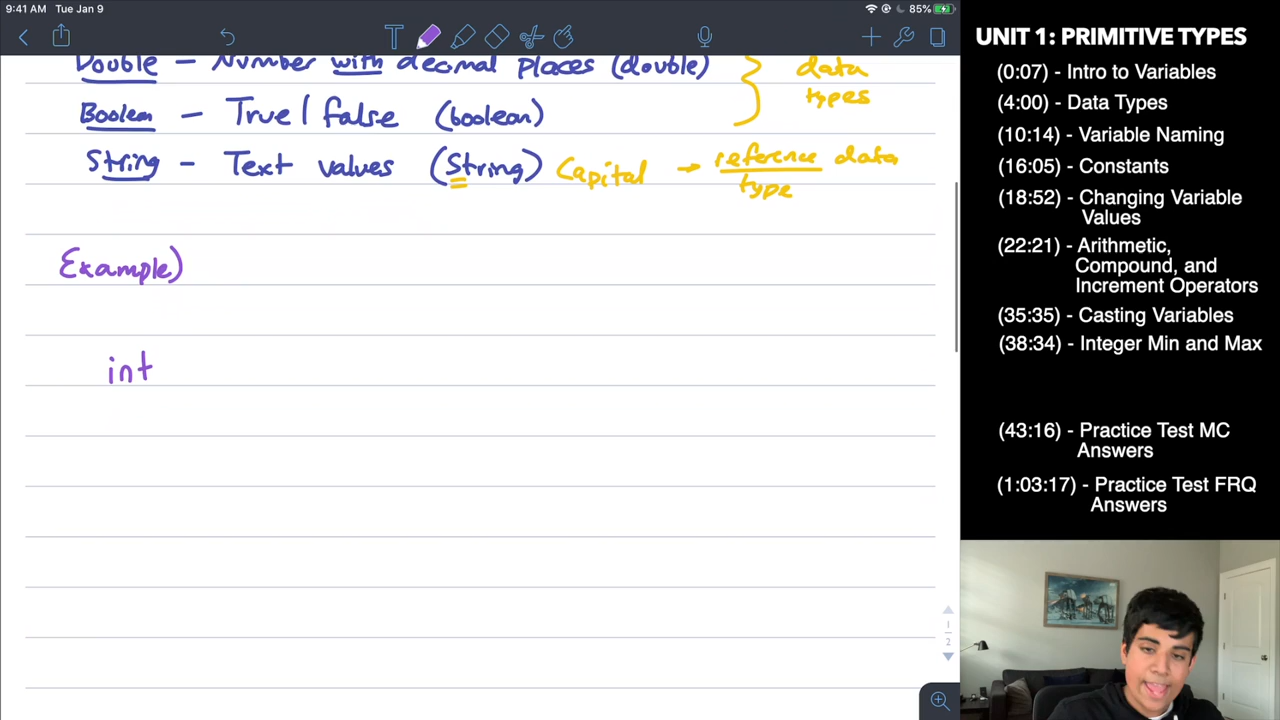 9:41 AM Tue Jan 9
85%
Double – Number with decimal places (double)
data
types
Boolean – True / false (boolean)
String – Text values (String) Capital → reference data
type
Example)
int
1
2
UNIT 1: PRIMITIVE TYPES
(0:07) - Intro to Variables
(4:00) - Data Types
(10:14) - Variable Naming
(16:05) - Constants
(18:52) - Changing Variable
Values
(22:21) - Arithmetic,
Compound, and
Increment Operators
(35:35) - Casting Variables
(38:34) - Integer Min and Max
(43:16) - Practice Test MC
Answers
(1:03:17) - Practice Test FRQ
Answers